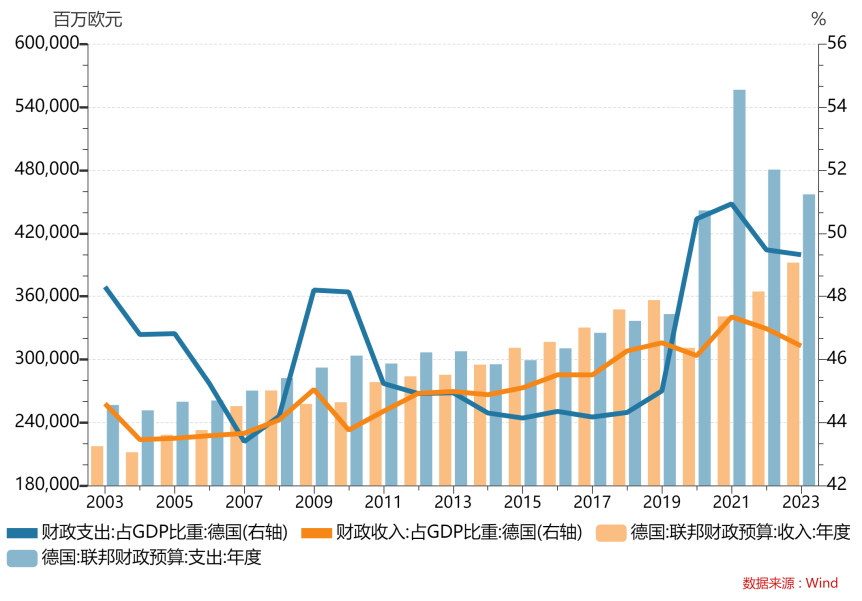 百万欧元 %
600,000 56
540,000 54
480,000 52
420,000 50
360,000 48
300,000 46
240,000 44
180,000 42
2003 2005 2007 2009 2011 2013 2015 2017 2019 2021 2023
财政支出:占GDP比重:德国(右轴) 财政收入:占GDP比重:德国(右轴) 德国:联邦财政预算:收入:年度
德国:联邦财政预算:支出:年度
数据来源：Wind